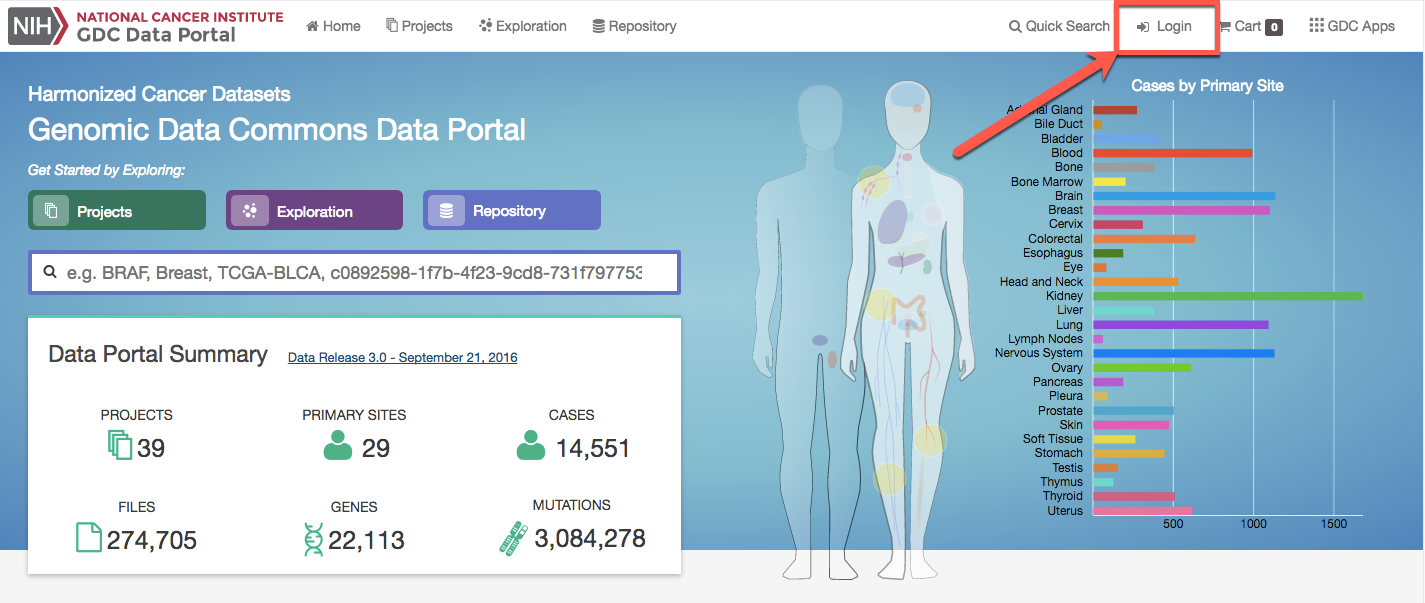 NIH NATIONAL CANCER INSTITUTE
GDC Data Portal
Home Projects Exploration Repository
Quick Search Login Cart 0 GDC Apps
Harmonized Cancer Datasets
Genomic Data Commons Data Portal
Get Started by Exploring:
Projects Exploration Repository
e.g. BRAF, Breast, TCGA-BLCA, c0892598-1f7b-4f23-9cd8-731f797753
Data Portal Summary Data Release 3.0 - September 21, 2016
PROJECTS PRIMARY SITES CASES
39 29 14,551
FILES GENES MUTATIONS
274,705 22,113 3,084,278
Cases by Primary Site
Adrenal Gland
Bile Duct
Bladder
Blood
Bone
Bone Marrow
Brain
Breast
Cervix
Colorectal
Esophagus
Eye
Head and Neck
Kidney
Liver
Lung
Lymph Nodes
Nervous System
Ovary
Pancreas
Pleura
Prostate
Skin
Soft Tissue
Stomach
Testis
Thymus
Thyroid
Uterus
500 1000 1500